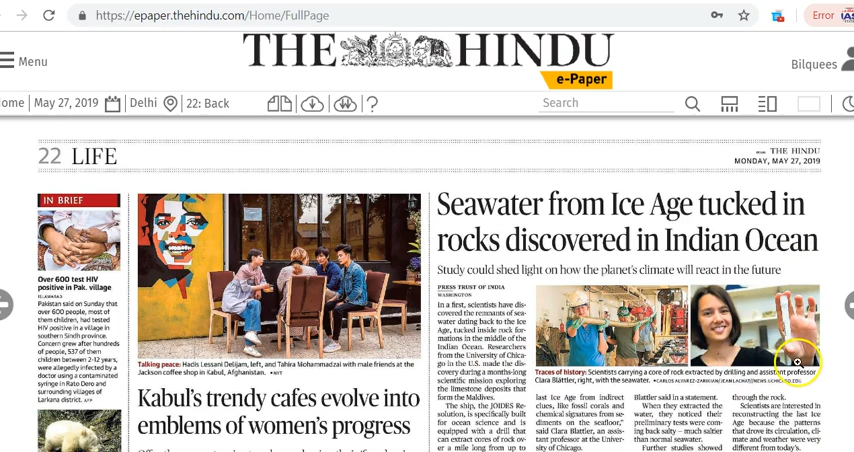 https://epaper.thehindu.com/Home/FullPage
Error
Menu
THE HINDU
e-Paper
Bilquees
ome
May 27, 2019
Delhi
22: Back
?
Search
22 LIFE
THE HINDU
MONDAY, MAY 27, 2019
IN BRIEF
Over 600 test HIV
positive in Pak. village
ISLAMABAD
Pakistan said on Sunday that
over 600 people, most of
them children, had tested
HIV positive in a village in
southern Sindh province.
Concern grew after hundreds
of people, 537 of them
children between 2-12 years,
were allegedly infected by a
doctor using a contaminated
syringe in Rato Dero and
surrounding villages of
Larkana district. AFP
Talking peace: Hadis Lessani Delijam, left, and Tahira Mohammadzai with male friends at the
Jackson coffee shop in Kabul, Afghanistan. •NYT
Kabul’s trendy cafes evolve into
emblems of women’s progress
Seawater from Ice Age tucked in
rocks discovered in Indian Ocean
Study could shed light on how the planet’s climate will react in the future
PRESS TRUST OF INDIA
WASHINGTON
In a first, scientists have dis-
covered the remnants of sea-
water dating back to the Ice
Age, tucked inside rock for-
mations in the middle of the
Indian Ocean. Researchers
from the University of Chica-
go in the U.S. made the dis-
covery during a months-long
scientific mission exploring
the limestone deposits that
form the Maldives.
The ship, the JOIDES Re-
solution, is specifically built
for ocean science and is
equipped with a drill that
can extract cores of rock ov-
er a mile long from up to
Traces of history: Scientists carrying a core of rock extracted by drilling and assistant professor
Clara Blättler, right, with the seawater.
last Ice Age from indirect
clues, like fossil corals and
chemical signatures from se-
diments on the seafloor,”
said Clara Blättler, an assis-
tant professor at the Univer-
sity of Chicago.
Blättler said in a statement.
When they extracted the
water, they noticed their
preliminary tests were com-
ing back salty – much salt-
ier than normal seawater.
Further studies showed
through the rock.
Scientists are interested in
reconstructing the last Ice
Age because the patterns
that drove its circulation, cli-
mate and weather were very
different from today’s.